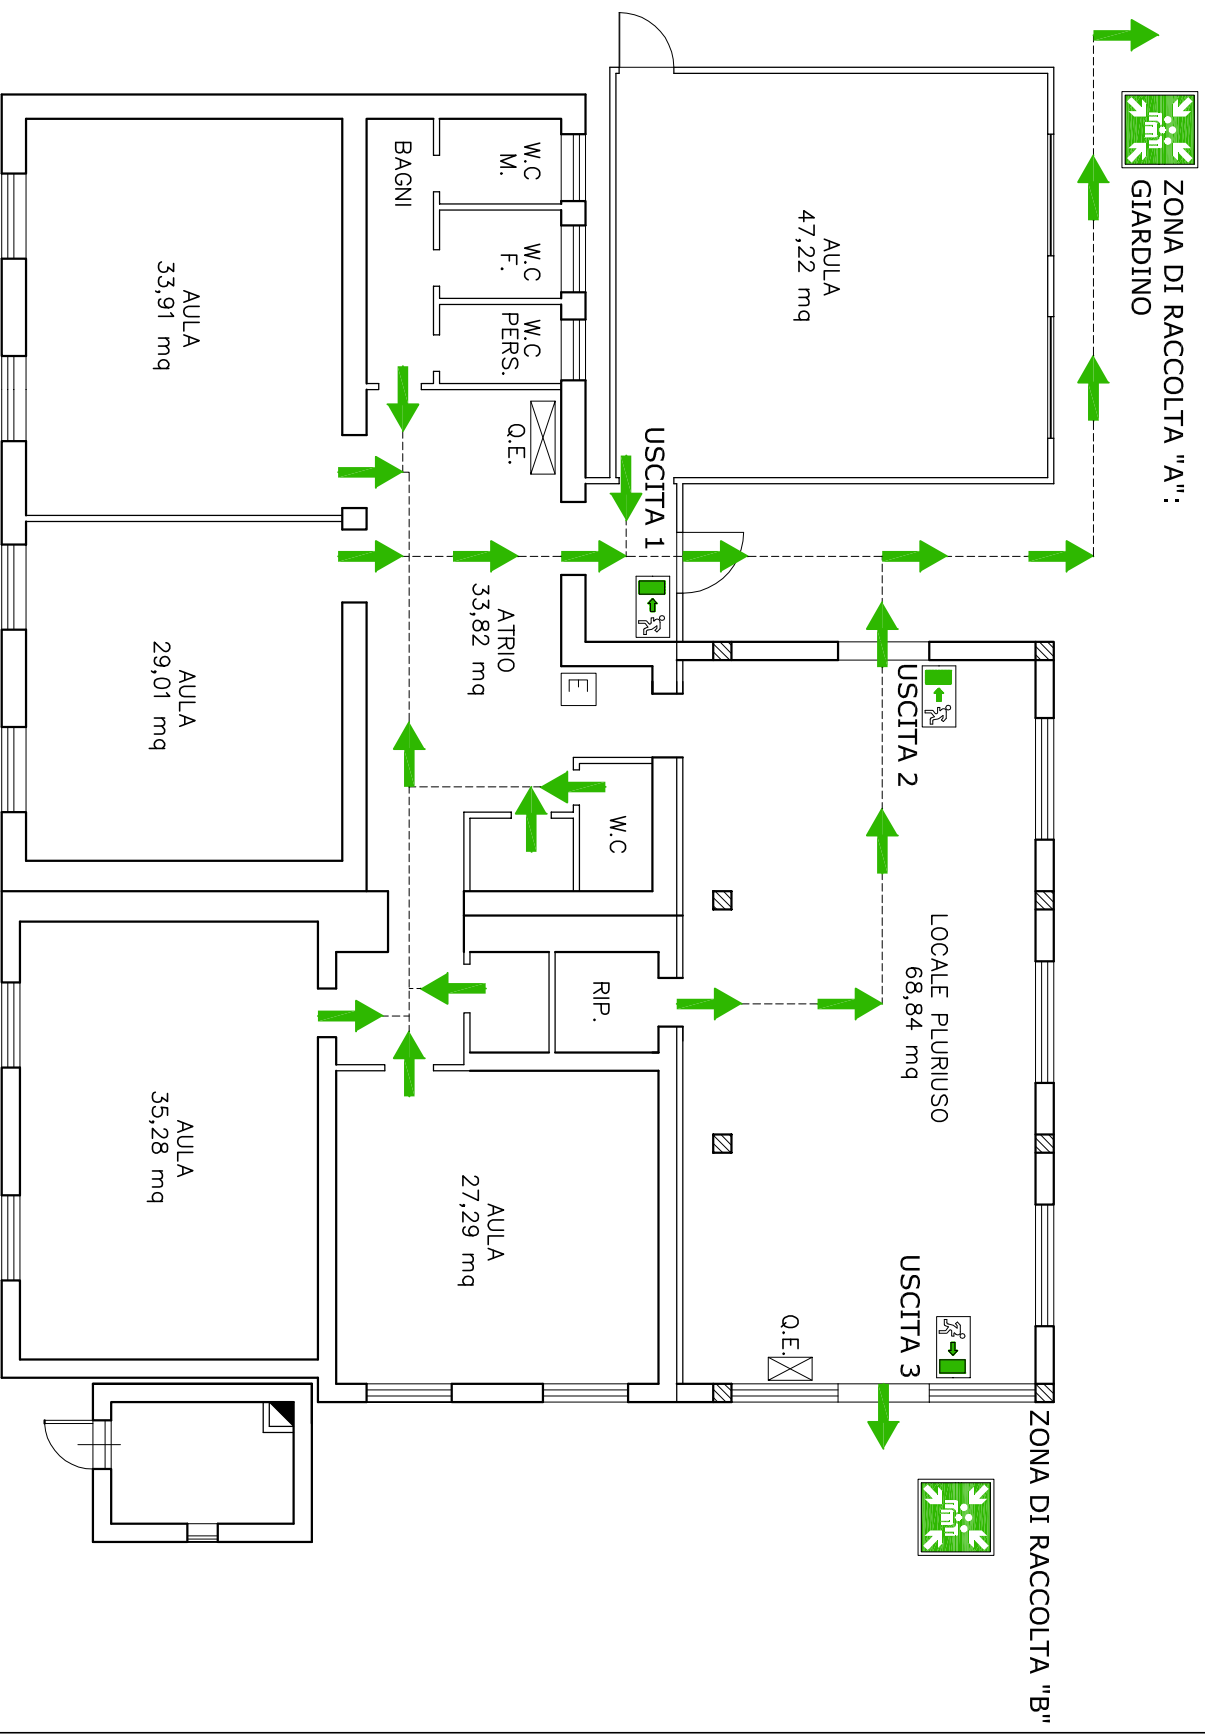 ZONA DI RACCOLTA "A":
GIARDINO
ZONA DI RACCOLTA "B"
AULA
47,22 mq
USCITA 1
USCITA 2
USCITA 3
LOCALE PLURIUSO
68,84 mq
Q.E.
W.C
M.
W.C
F.
W.C
PERS.
BAGNI
Q.E.
ATRIO
33,82 mq
E
W.C
RIP.
AULA
27,29 mq
AULA
33,91 mq
AULA
29,01 mq
AULA
35,28 mq